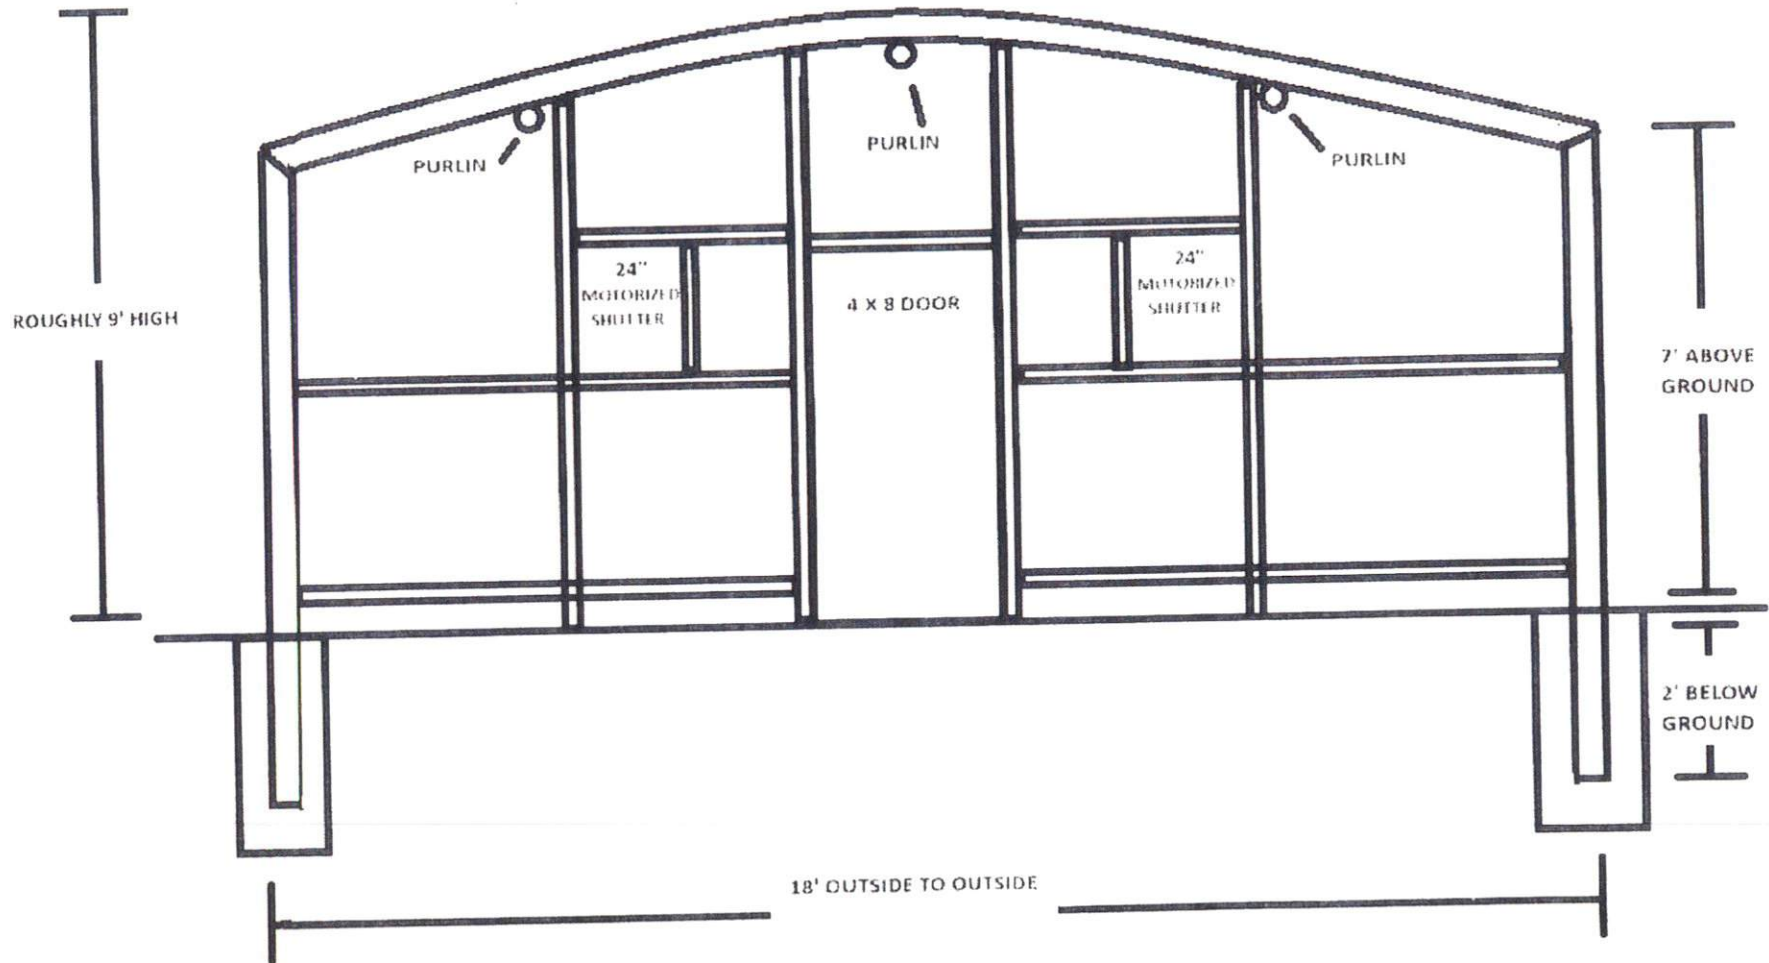 PURLIN
PURLIN
PURLIN
24"
MOTORIZED
SHUTTER
4 X 8 DOOR
24"
MOTORIZED
SHUTTER
ROUGHLY 9' HIGH
7' ABOVE
GROUND
2' BELOW
GROUND
18' OUTSIDE TO OUTSIDE